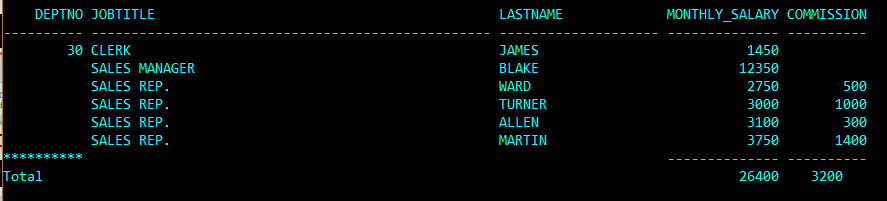 DEPTNO JOBTITLE LASTNAME MONTHLY_SALARY COMMISSION
---------- -------------------------------------------------- -------------------- -------------- ----------
30 CLERK JAMES 1450
SALES MANAGER BLAKE 12350
SALES REP. WARD 2750 500
SALES REP. TURNER 3000 1000
SALES REP. ALLEN 3100 300
SALES REP. MARTIN 3750 1400
********** -------------- ----------
Total 26400 3200